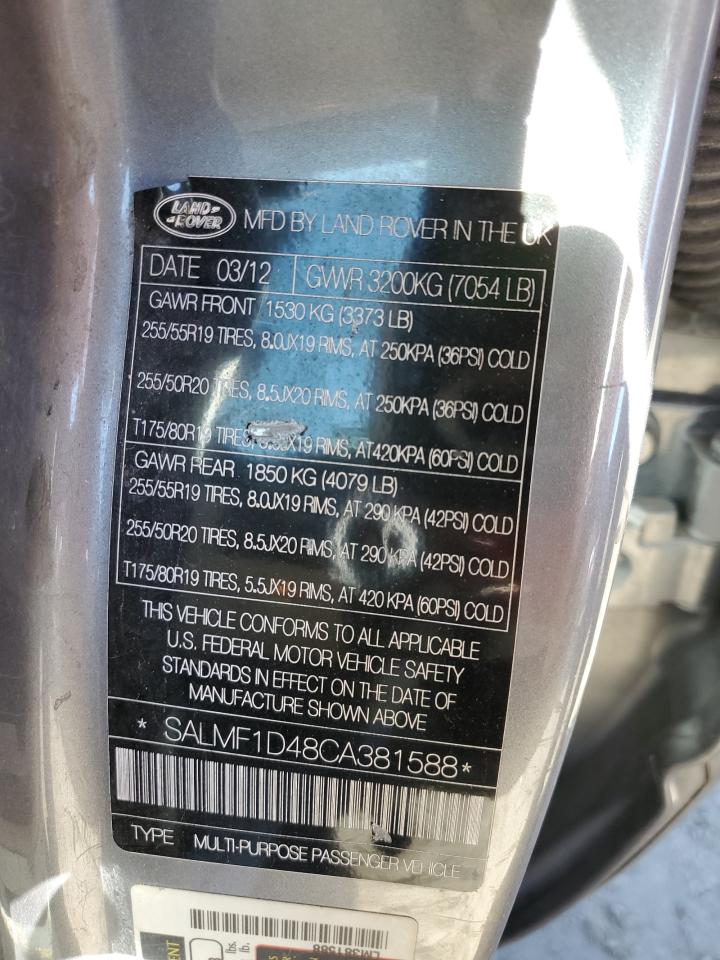 LAND-
-ROVER
MFD BY LAND ROVER IN THE UK
DATE 03/12 GWWR 3200KG (7054 LB)
GAWR FRONT 1530 KG (3373 LB)
255/55R19 TIRES, 8.0JX19 RIMS, AT 250KPA (36PSI) COLD
255/50R20 TIRES, 8.5JX20 RIMS, AT 250KPA (36PSI) COLD
T175/80R19 TIRES, RIMS, AT420KPA (60PSI) COLD
GAWR REAR 1850 KG (4079 LB)
255/55R19 TIRES, 8.0JX19 RIMS, AT 290 KPA (42PSI) COLD
255/50R20 TIRES, 8.5JX20 RIMS, AT 290 KPA (42PSI) COLD
T175/80R19 TIRES, 5.5JX19 RIMS, AT 420 KPA (60PSI) COLD
THIS VEHICLE CONFORMS TO ALL APPLICABLE
U.S. FEDERAL MOTOR VEHICLE SAFETY
STANDARDS IN EFFECT ON THE DATE OF
MANUFACTURE SHOWN ABOVE
* SALMF1D48CA381588*
TYPE MULTI-PURPOSE PASSENGER VEHICLE
lbs.
lb.
LM381588